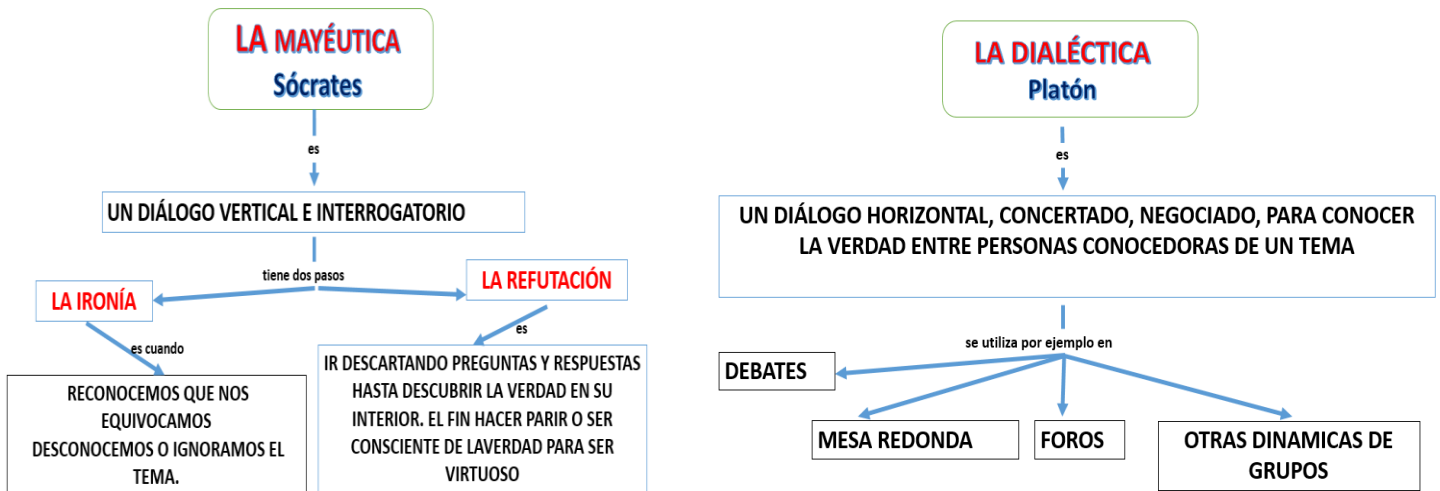 LA MAYÉUTICA
Sócrates
es
UN DIÁLOGO VERTICAL E INTERROGATORIO
tiene dos pasos
LA IRONÍA
LA REFUTACIÓN
es cuando
es
RECONOCEMOS QUE NOS
EQUIVOCAMOS
DESCONOCEMOS O IGNORAMOS EL
TEMA.
IR DESCARTANDO PREGUNTAS Y RESPUESTAS
HASTA DESCUBRIR LA VERDAD EN SU
INTERIOR. EL FIN HACER PARIR O SER
CONSCIENTE DE LAVERDAD PARA SER
VIRTUOSO
LA DIALÉCTICA
Platón
es
UN DIÁLOGO HORIZONTAL, CONCERTADO, NEGOCIADO, PARA CONOCER
LA VERDAD ENTRE PERSONAS CONOCEDORAS DE UN TEMA
se utiliza por ejemplo en
DEBATES
MESA REDONDA
FOROS
OTRAS DINAMICAS DE
GRUPOS